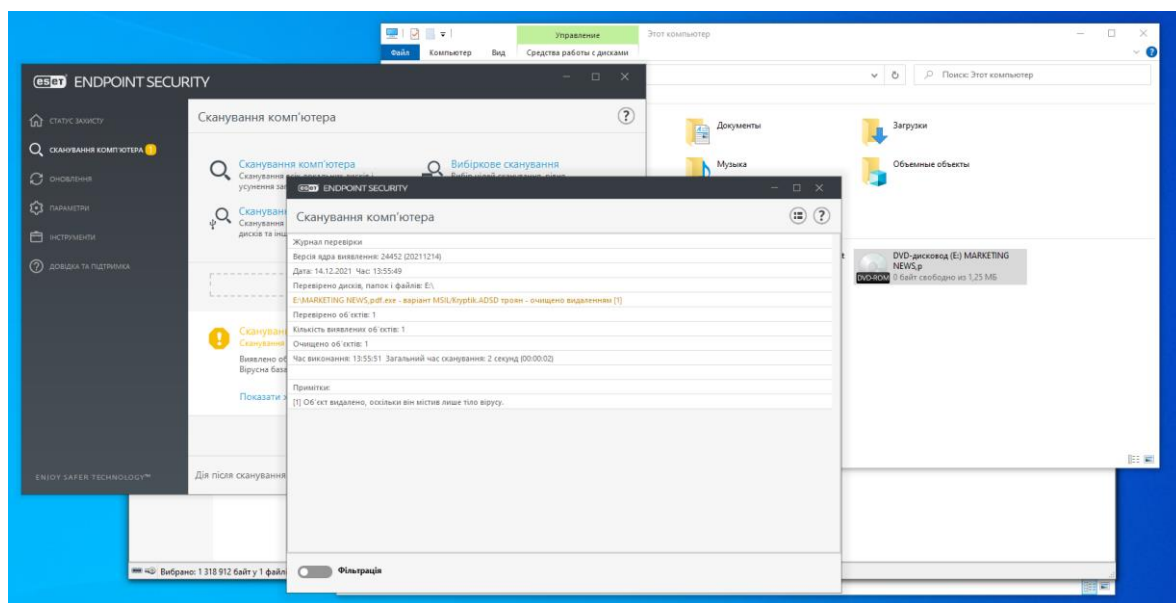 Управление
Этот компьютер
Файл Компьютер Вид Средства работы с дисками
Поиск: Этот компьютер
Документы
Загрузки
Музыка
Объемные объекты
DVD-дисковод (E:) MARKETING
NEWS,p
DVD-ROM 0 байт свободно из 1,25 МБ
eset ENDPOINT SECURITY
СТАТУС ЗАХИСТУ
СКАНУВАННЯ КОМП'ЮТЕРА
ОНОВЛЕННЯ
ПАРАМЕТРИ
ІНСТРУМЕНТИ
ДОВІДКА ТА ПІДТРИМКА
ENJOY SAFER TECHNOLOGY™
Сканування комп'ютера
Сканування комп'ютера
Вибіркове сканування
усунення
Сканування
дисків та
Виявлено
Вірусна
Показати
Дія після сканування
eset ENDPOINT SECURITY
Сканування комп'ютера
Журнал перевірки
Версія ядра виявлення: 24452 (20211214)
Дата: 14.12.2021 Час: 13:55:49
Перевірено дисків, папок і файлів: E:\
E:\MARKETING NEWS,pdf.exe - варіант MSIL/Kryptik.ADSD троян - очищено видаленням [1]
Перевірено об'єктів: 1
Кількість виявлених об'єктів: 1
Очищено об'єктів: 1
Час виконання: 13:55:51 Загальний час сканування: 2 секунд (00:00:02)
Примітки:
[1] Об'єкт видалено, оскільки він містив лише тіло вірусу.
Фільтрація
Вибрано: 1 318 912 байт у 1 файл